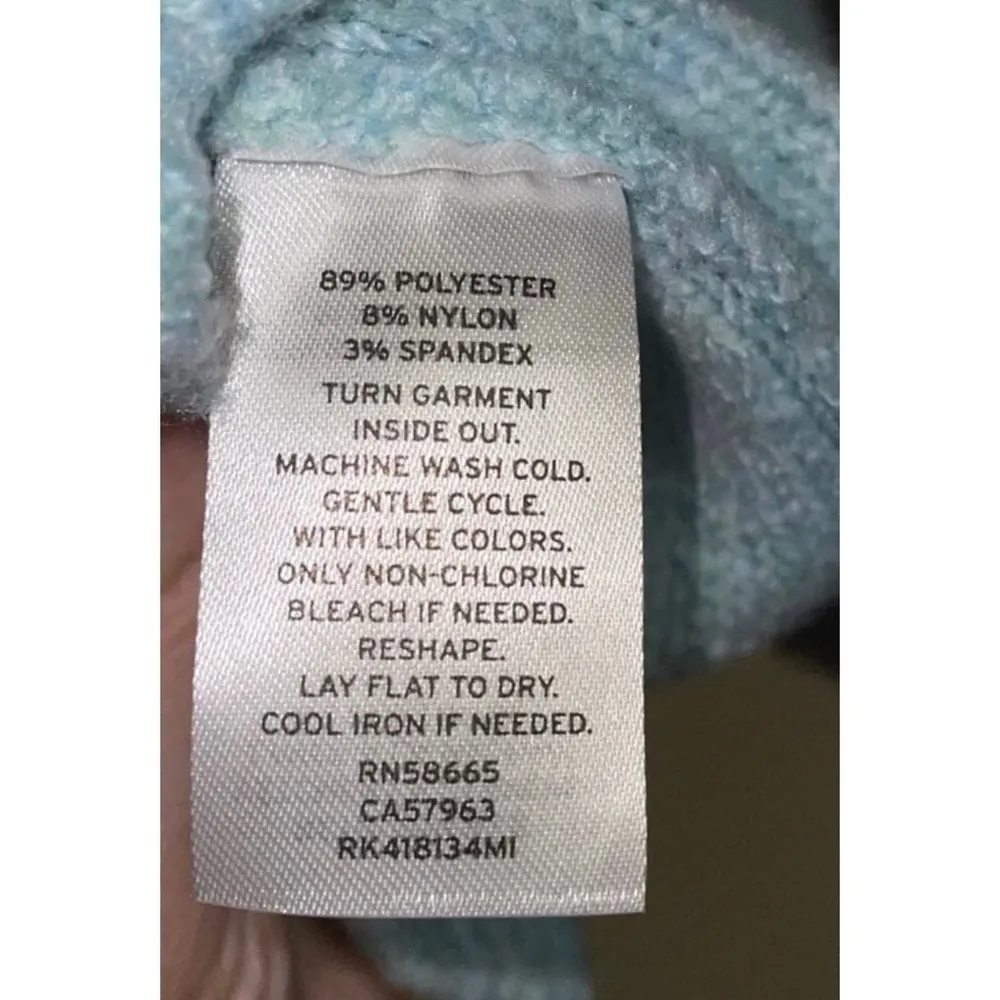 89% POLYESTER
8% NYLON
3% SPANDEX
TURN GARMENT
INSIDE OUT.
MACHINE WASH COLD.
GENTLE CYCLE.
WITH LIKE COLORS.
ONLY NON-CHLORINE
BLEACH IF NEEDED.
RESHAPE.
LAY FLAT TO DRY.
COOL IRON IF NEEDED.
RN58665
CA57963
RK418134MI